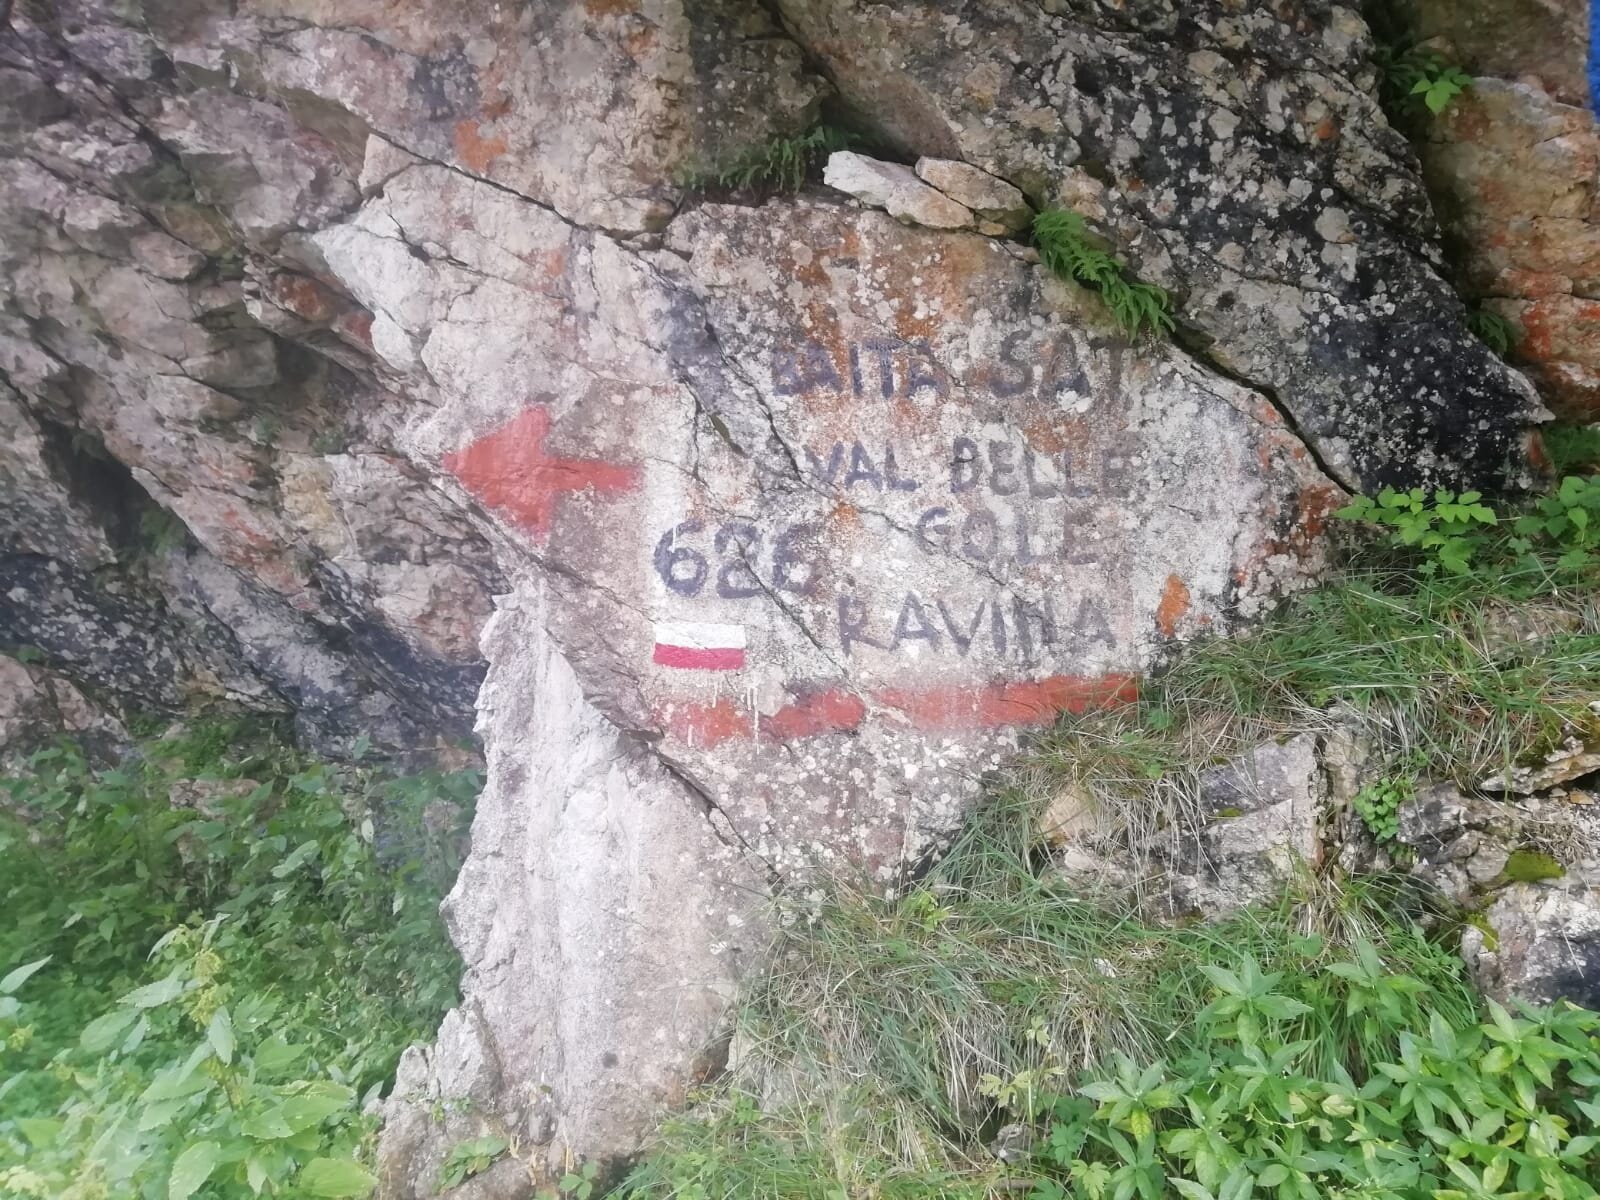 BAITA SAT
VAL BELLE
GOLE
626 RAVINA